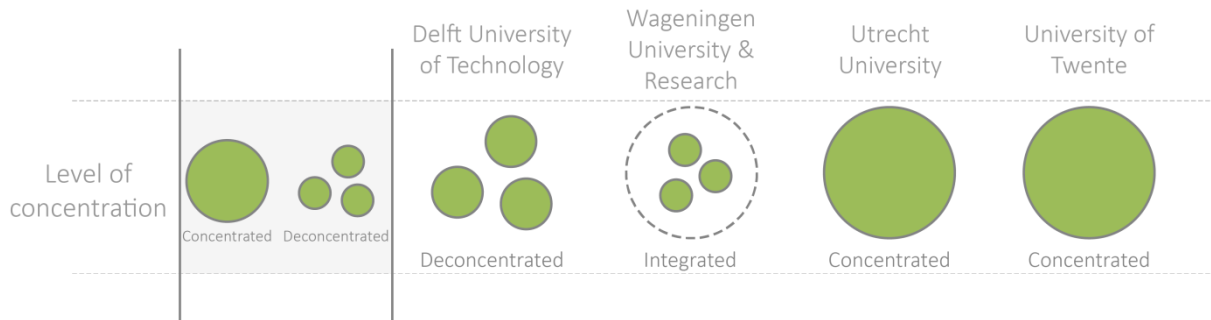 Delft University
of Technology
Wageningen
University &
Research
Utrecht
University
University of
Twente
Level of
concentration
Concentrated
Deconcentrated
Deconcentrated
Integrated
Concentrated
Concentrated